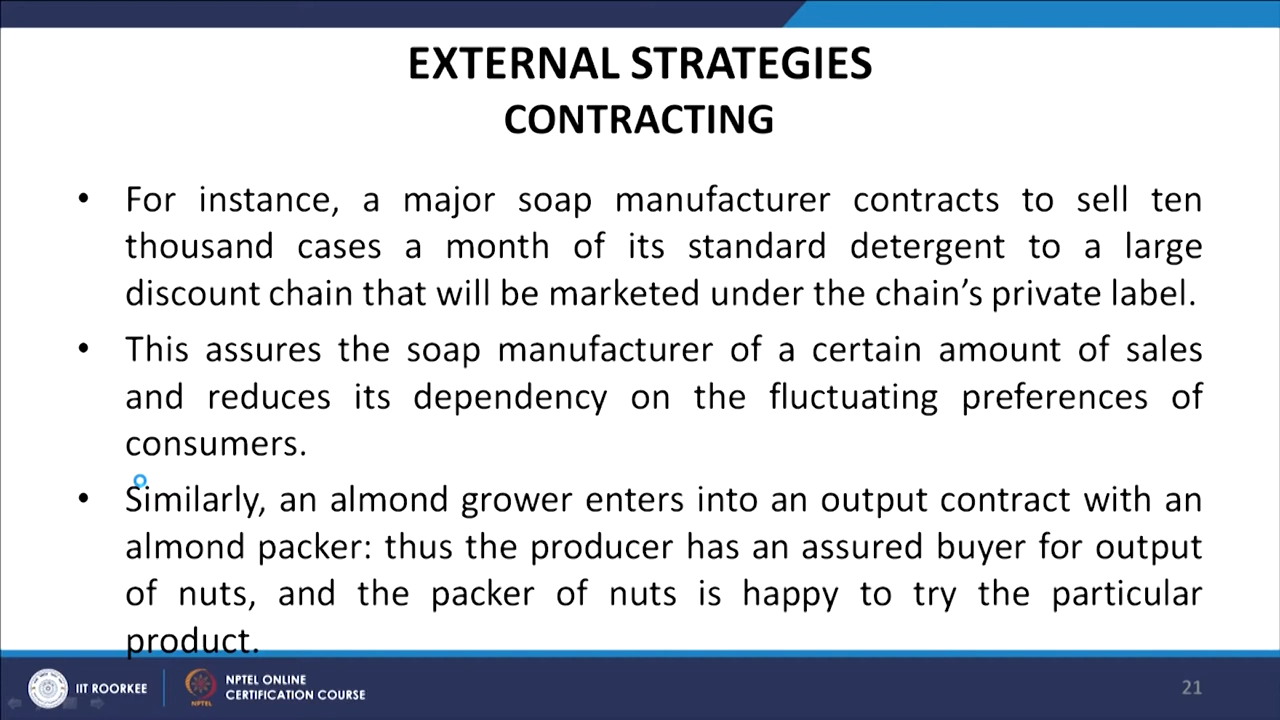 EXTERNAL STRATEGIES
CONTRACTING
• For instance, a major soap manufacturer contracts to sell ten
thousand cases a month of its standard detergent to a large
discount chain that will be marketed under the chain’s private label.
• This assures the soap manufacturer of a certain amount of sales
and reduces its dependency on the fluctuating preferences of
consumers.
• Similarly, an almond grower enters into an output contract with an
almond packer: thus the producer has an assured buyer for output
of nuts, and the packer of nuts is happy to try the particular
product.
IIT ROORKEE
NPTEL
NPTEL ONLINE
CERTIFICATION COURSE
21